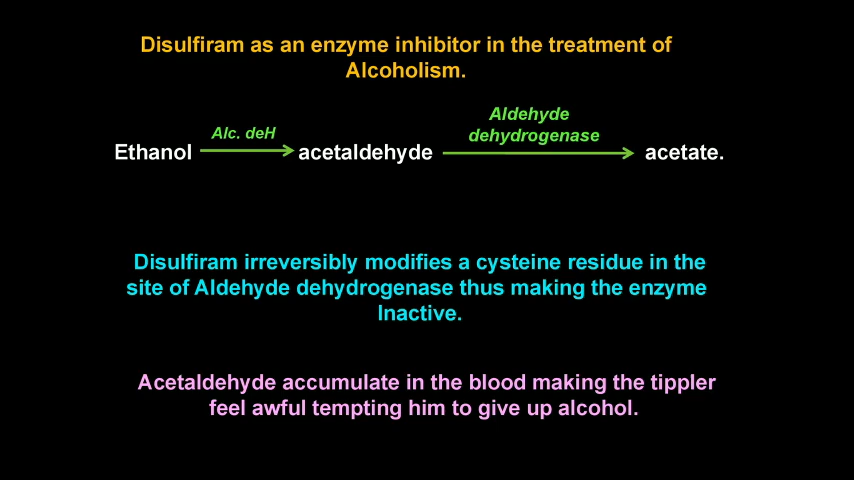 Disulfiram as an enzyme inhibitor in the treatment of
Alcoholism.
Alc. deH
Aldehyde
dehydrogenase
Ethanol acetaldehyde acetate.
Disulfiram irreversibly modifies a cysteine residue in the
site of Aldehyde dehydrogenase thus making the enzyme
Inactive.
Acetaldehyde accumulate in the blood making the tippler
feel awful tempting him to give up alcohol.